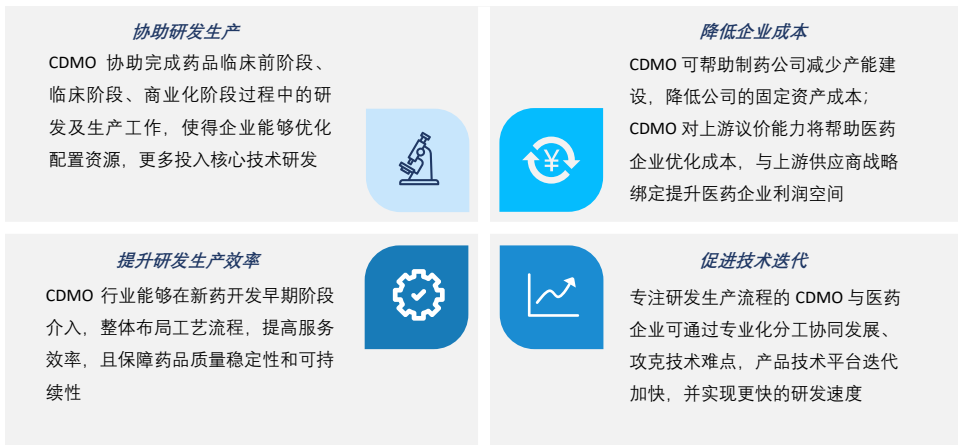 协助研发生产
CDMO 协助完成药品临床前阶段、
临床阶段、商业化阶段过程中的研
发及生产工作，使得企业能够优化
配置资源，更多投入核心技术研发
降低企业成本
CDMO 可帮助制药公司减少产能建
设，降低公司的固定资产成本；
CDMO 对上游议价能力将帮助医药
企业优化成本，与上游供应商战略
绑定提升医药企业利润空间
¥
提升研发生产效率
CDMO 行业能够在新药开发早期阶段
介入，整体布局工艺流程，提高服务
效率，且保障药品质量稳定性和可持
续性
促进技术迭代
专注研发生产流程的 CDMO 与医药
企业可通过专业化分工协同发展、
攻克技术难点，产品技术平台迭代
加快，并实现更快的研发速度